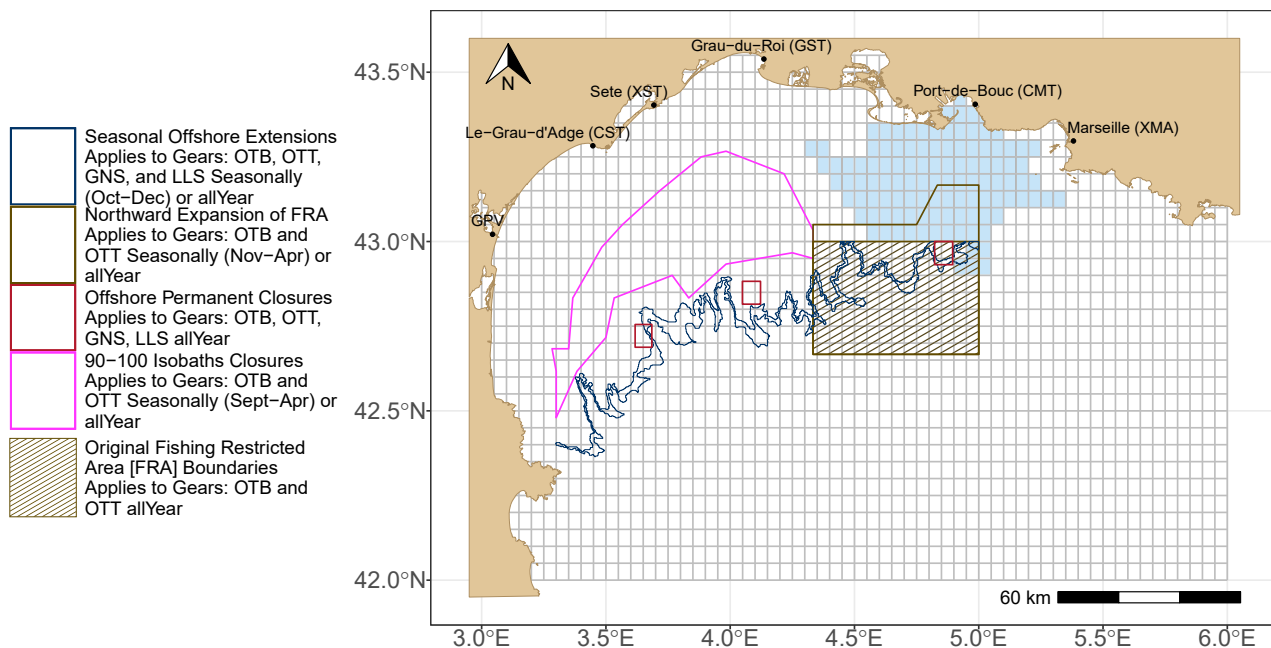 Seasonal Offshore Extensions
Applies to Gears: OTB, OTT,
GNS, and LLS Seasonally
(Oct−Dec) or allYear
Northward Expansion of FRA
Applies to Gears: OTB and
OTT Seasonally (Nov−Apr) or
allYear
Offshore Permanent Closures
Applies to Gears: OTB, OTT,
GNS, LLS allYear
90−100 Isobaths Closures
Applies to Gears: OTB and
OTT Seasonally (Sept−Apr) or
allYear
Original Fishing Restricted
Area [FRA] Boundaries
Applies to Gears: OTB and
OTT allYear
43.5°N
43.0°N
42.5°N
42.0°N
N
Grau−du−Roi (GST)
Sete (XST)
Port−de−Bouc (CMT)
Le−Grau−d'Adge (CST)
Marseille (XMA)
GPV
60 km
3.0°E
3.5°E
4.0°E
4.5°E
5.0°E
5.5°E
6.0°E